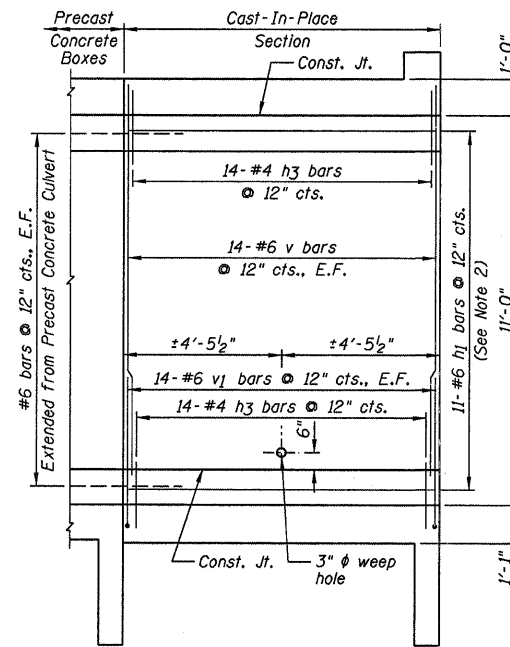 Precast
Concrete
Boxes
Cast-In-Place
Section
Const. Jt.
1'-0"
14-#4 h3 bars
@ 12" cts.
#6 bars @ 12" cts., E.F.
Extended from Precast Concrete Culvert
14-#6 v bars
@ 12" cts., E.F.
11-#6 h1 bars @ 12" cts.
(See Note 2)
11'-0"
±4'-5½"
±4'-5½"
14-#6 v1 bars @ 12" cts., E.F.
14-#4 h3 bars @ 12" cts.
6"
Const. Jt.
3" ϕ weep
hole
1'-1"